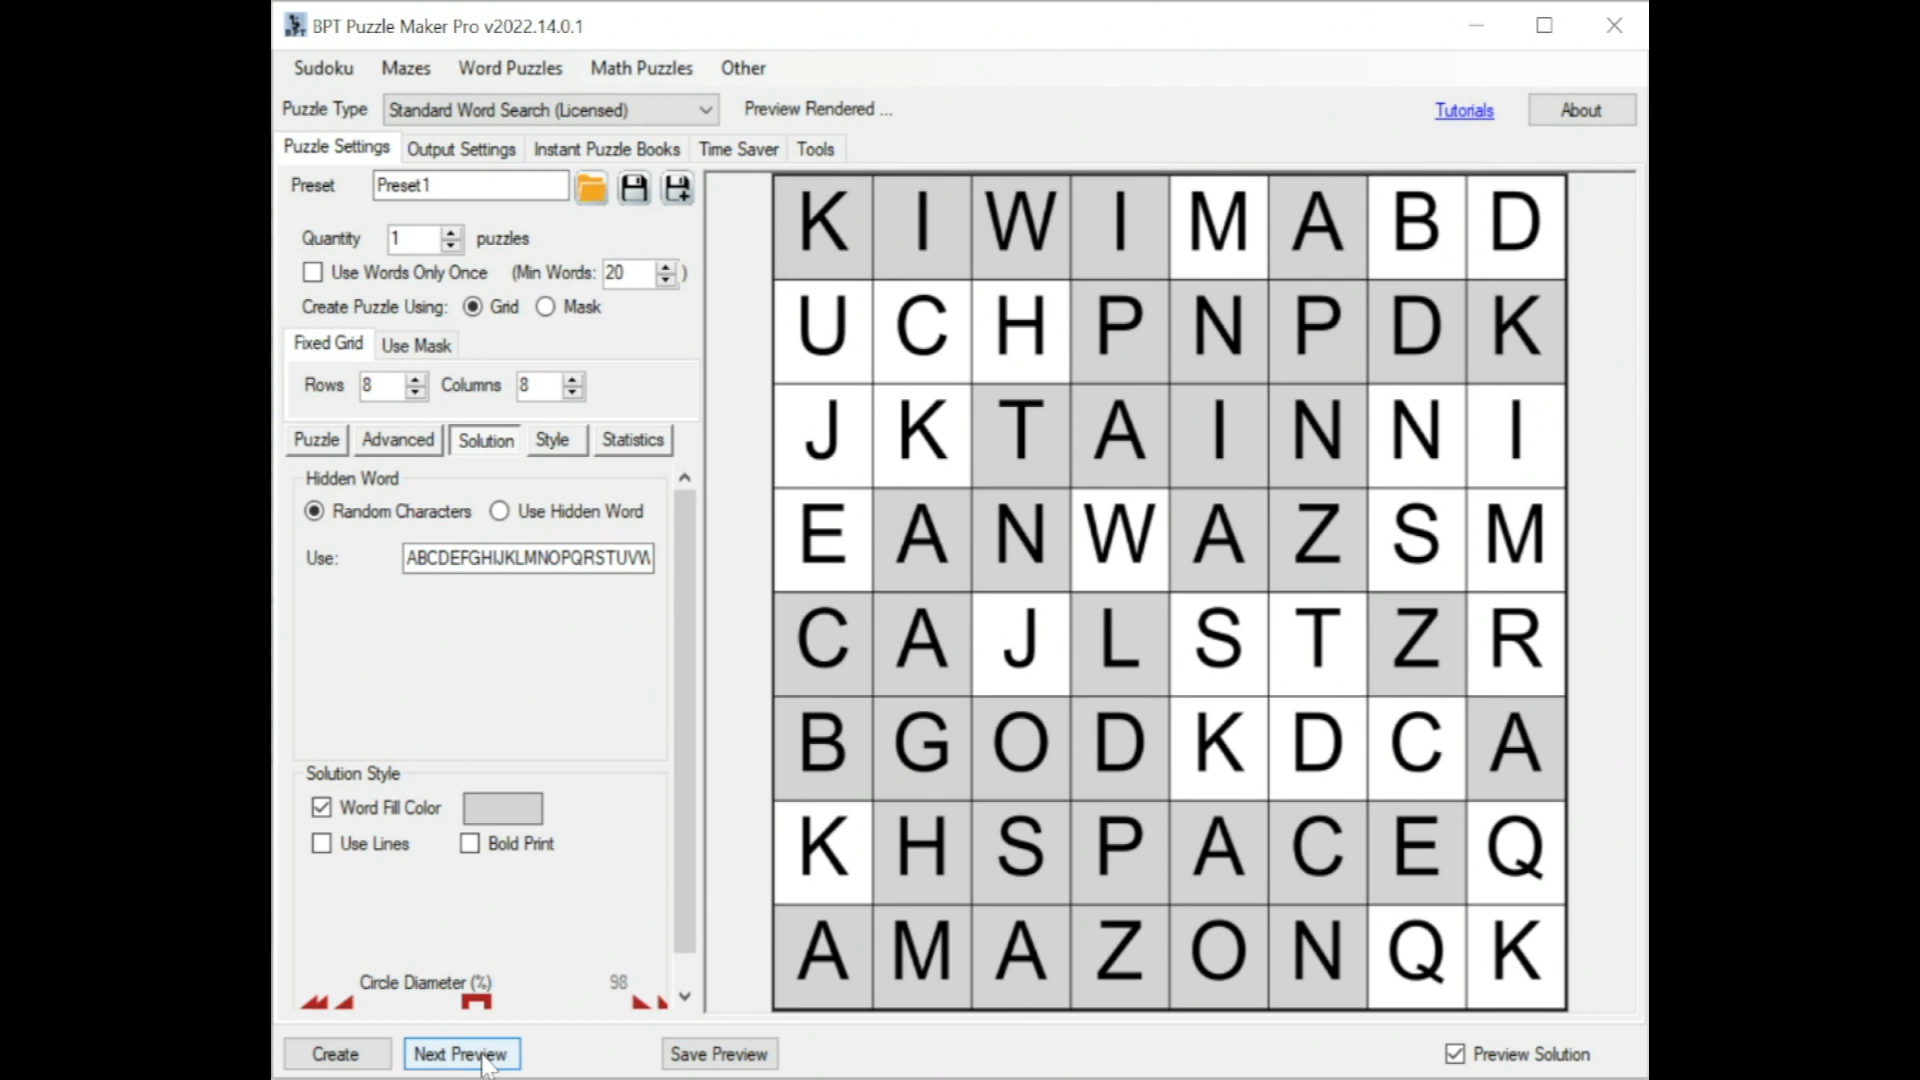 BPT Puzzle Maker Pro v2022.14.0.1
Sudoku Mazes Word Puzzles Math Puzzles Other
Puzzle Type Standard Word Search (Licensed) Preview Rendered ... Tutorials About
Puzzle Settings Output Settings Instant Puzzle Books Time Saver Tools
Preset Preset1
Quantity 1 puzzles
Use Words Only Once (Min Words: 20 )
Create Puzzle Using: Grid Mask
Fixed Grid Use Mask
Rows 8 Columns 8
Puzzle Advanced Solution Style Statistics
Hidden Word
Random Characters Use Hidden Word
Use: ABCDEFGHIJKLMNOPQRSTUVW
Solution Style
Word Fill Color
Use Lines Bold Print
Circle Diameter (%) 98
K I W I M A B D
U C H P N P D K
J K T A I N N I
E A N W A Z S M
C A J L S T Z R
B G O D K D C A
K H S P A C E Q
A M A Z O N Q K
Create Next Preview Save Preview Preview Solution